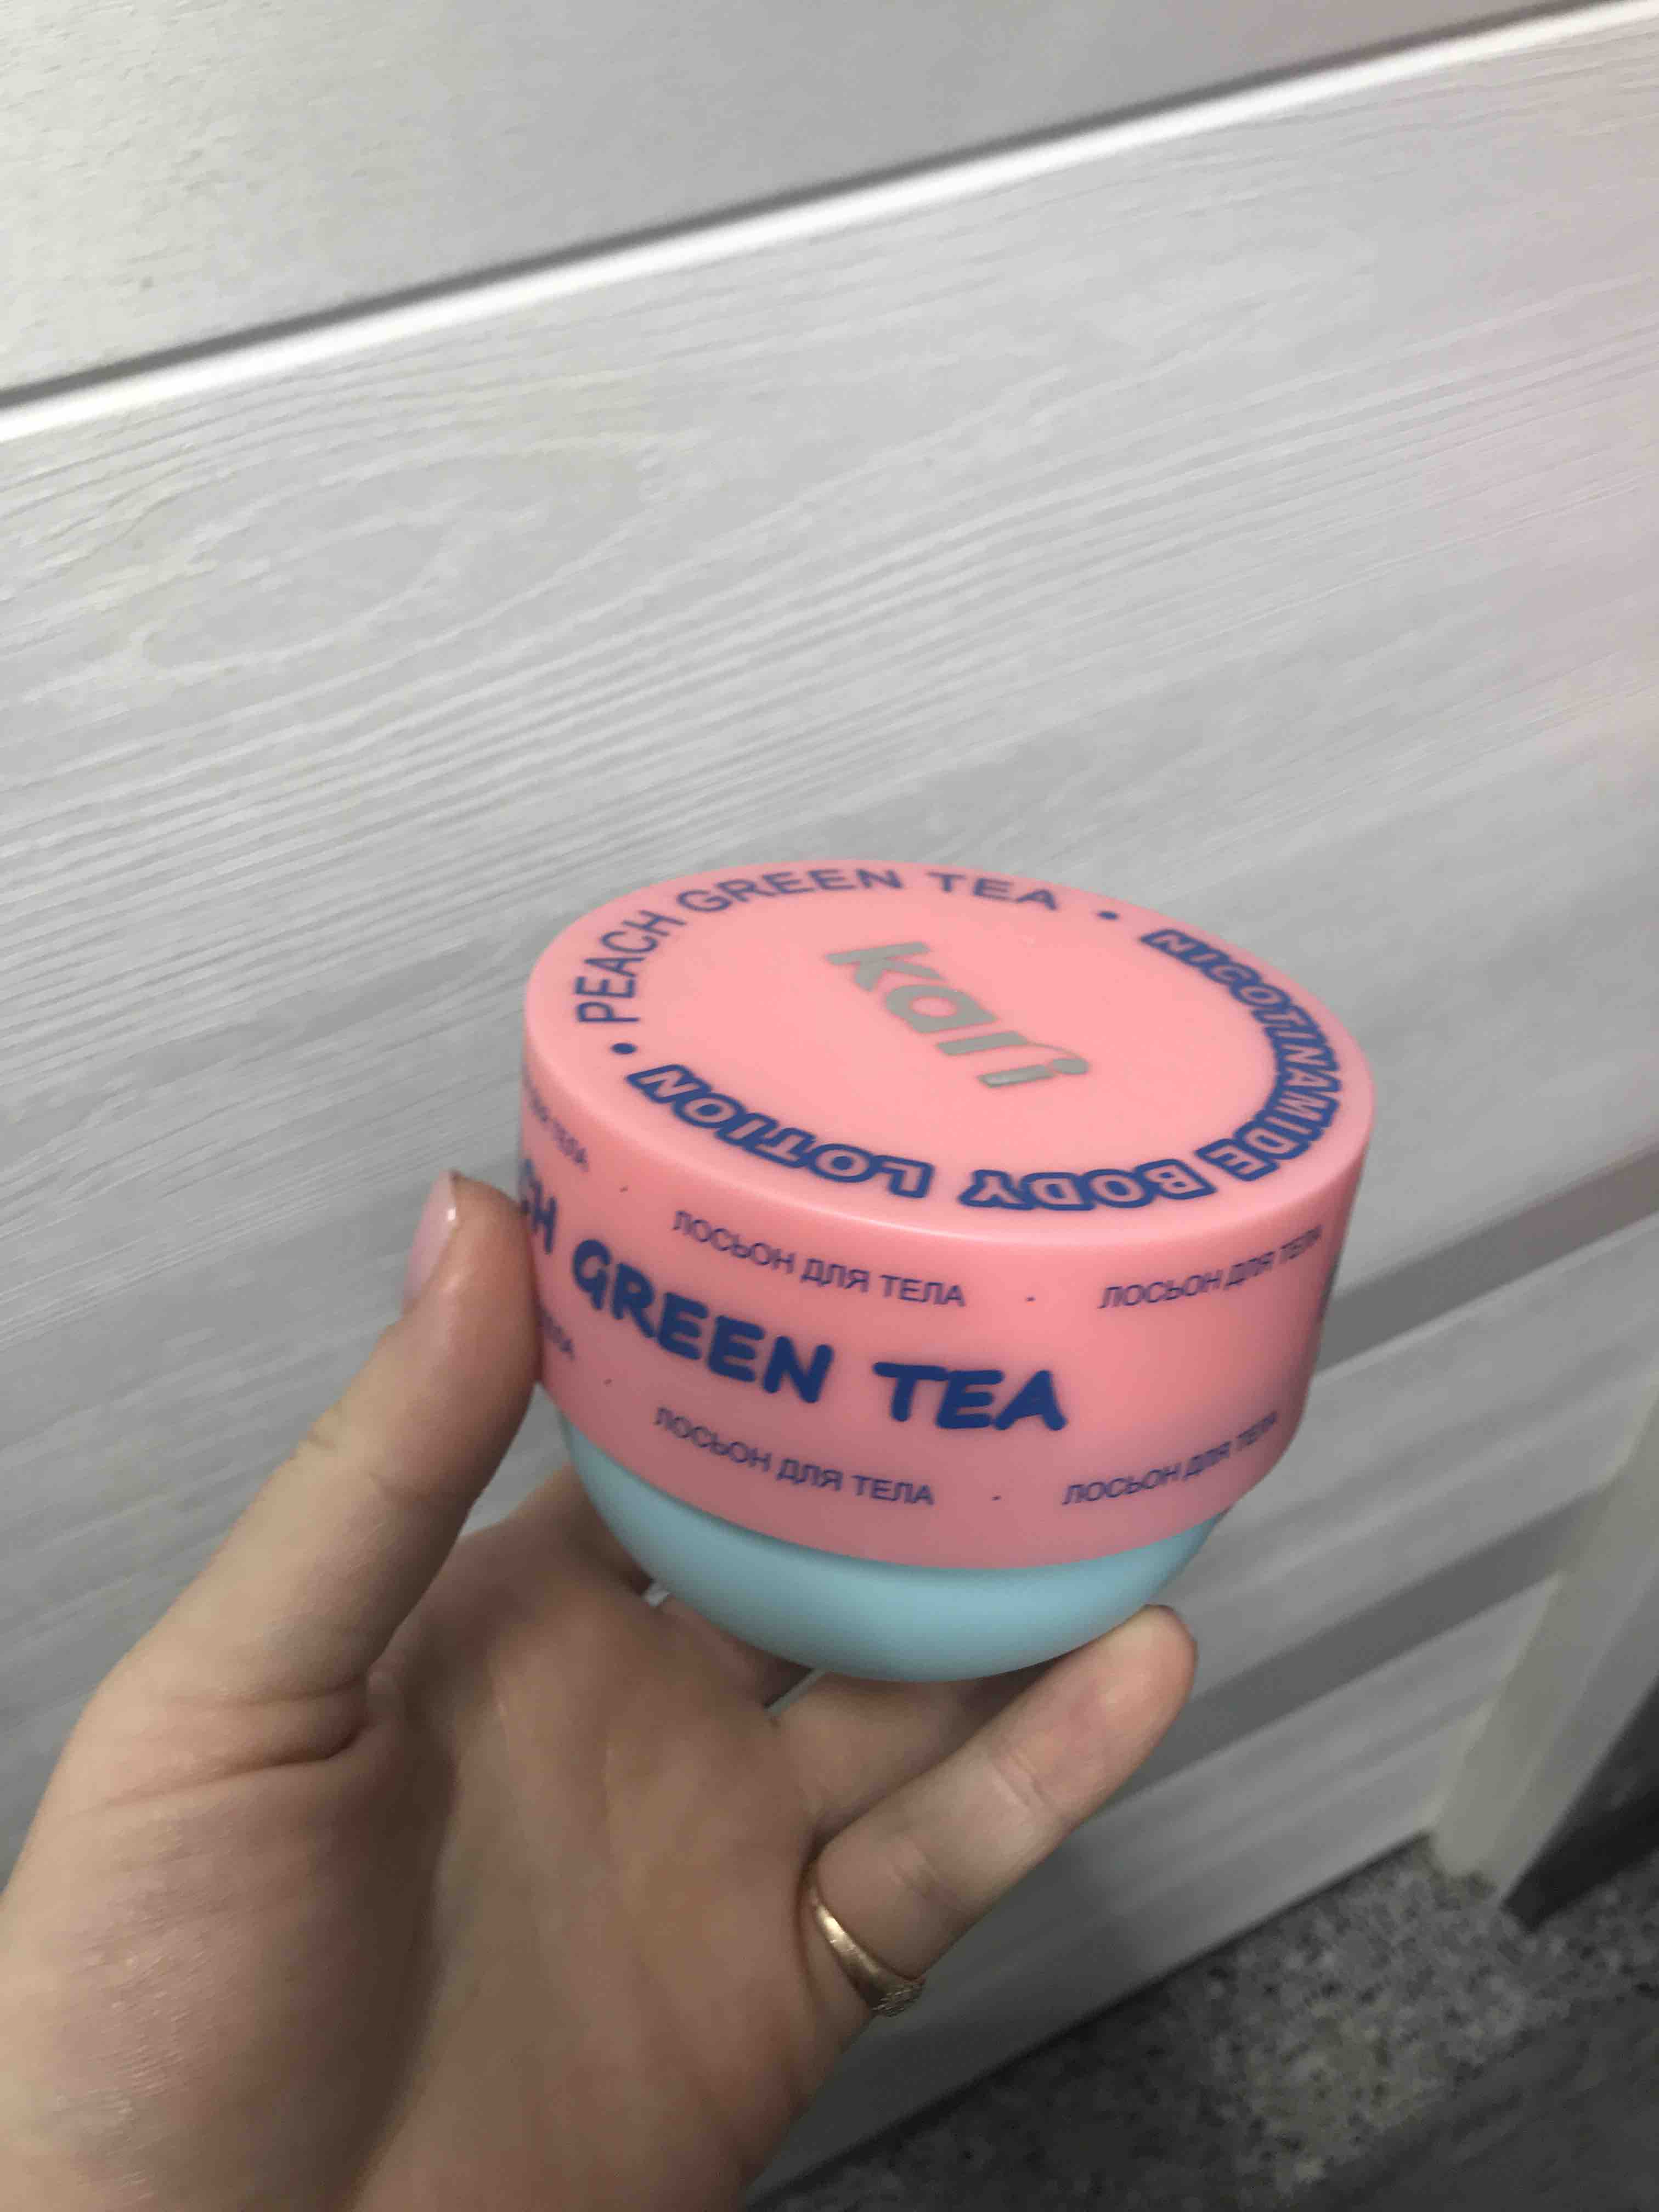 PEACH GREEN TEA •
NICOTINAMIDE BODY LOTION •
kari
ЛОСЬОН ДЛЯ ТЕЛА - ЛОСЬОН ДЛЯ ТЕЛА
GREEN TEA
ЛОСЬОН ДЛЯ ТЕЛА - ЛОСЬОН ДЛЯ ТЕЛА